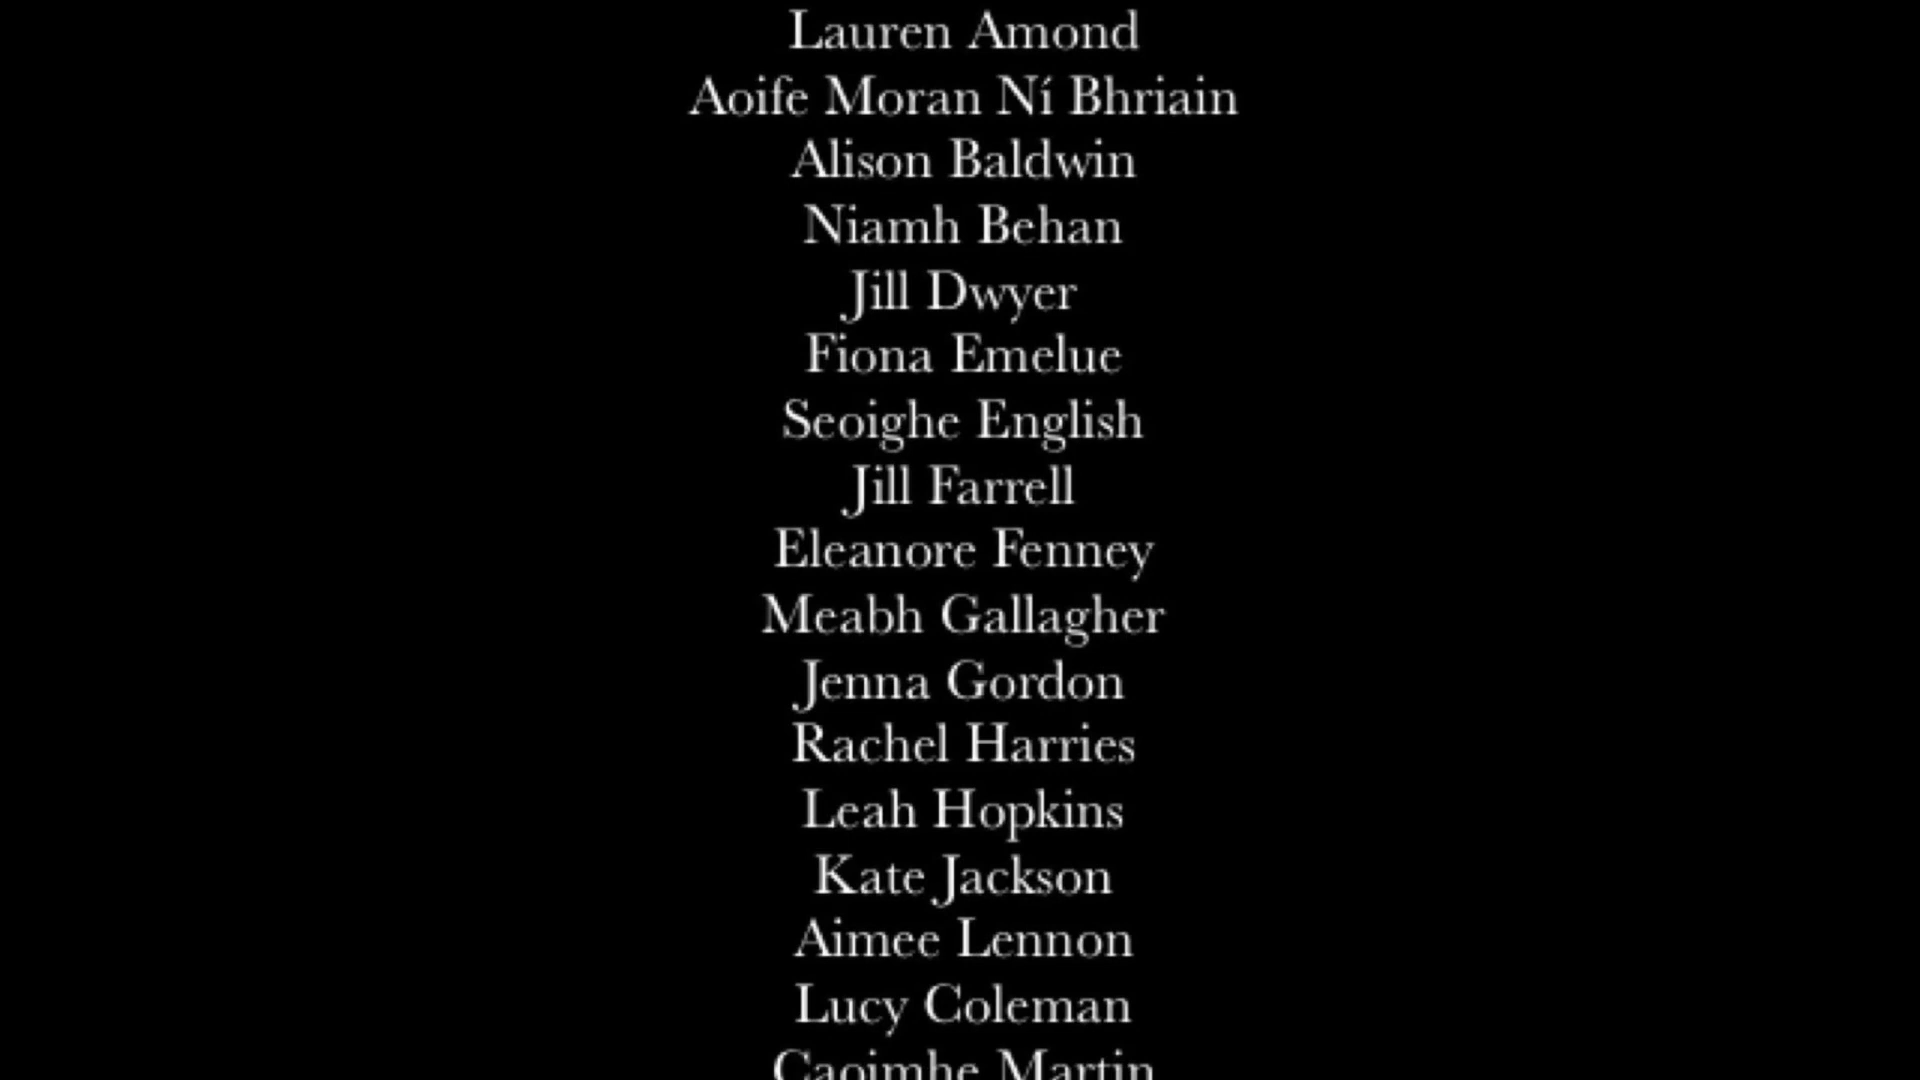 Lauren Amond
Aoife Moran Ní Bhriain
Alison Baldwin
Niamh Behan
Jill Dwyer
Fiona Emelue
Seoighe English
Jill Farrell
Eleanore Fenney
Meabh Gallagher
Jenna Gordon
Rachel Harries
Leah Hopkins
Kate Jackson
Aimee Lennon
Lucy Coleman
Caoimhe Martin